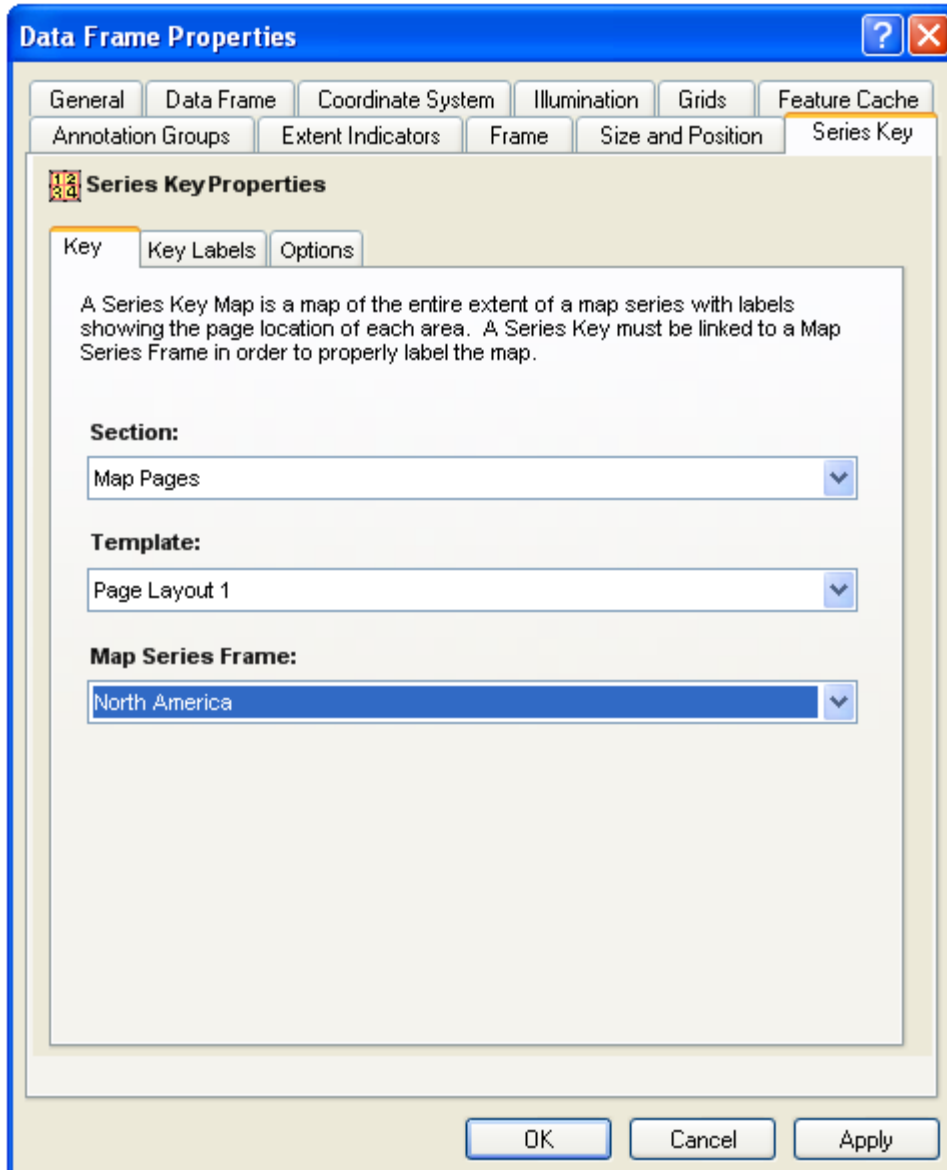 Data Frame Properties
General Data Frame Coordinate System Illumination Grids Feature Cache
Annotation Groups Extent Indicators Frame Size and Position Series Key
1 2 3 4 Series Key Properties
Key Key Labels Options
A Series Key Map is a map of the entire extent of a map series with labels
showing the page location of each area. A Series Key must be linked to a Map
Series Frame in order to properly label the map.
Section:
Map Pages
Template:
Page Layout 1
Map Series Frame:
North America
OK Cancel Apply